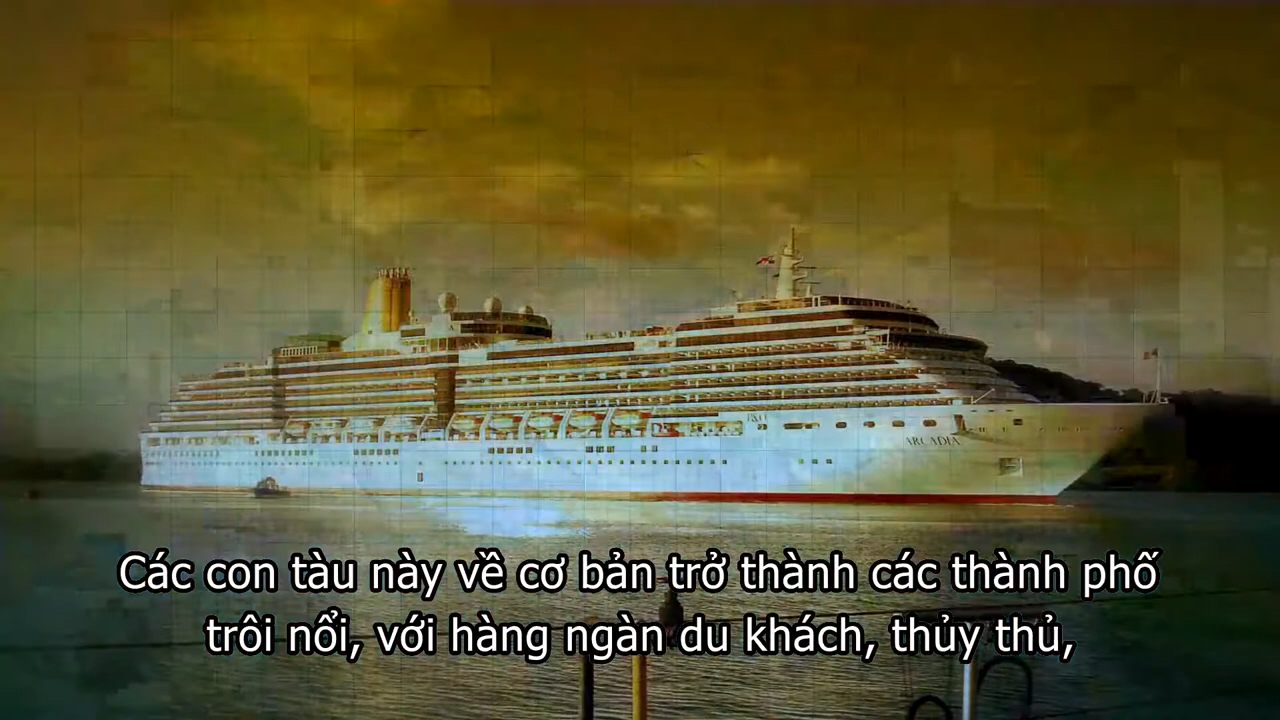 P&O
ARCADIA
Các con tàu này về cơ bản trở thành các thành phố
trôi nổi, với hàng ngàn du khách, thủy thủ,